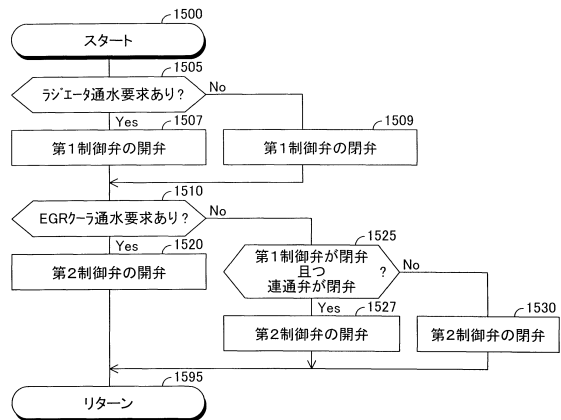 1500
スタート
1505
ラジエータ通水要求あり?
No
Yes
1507
第1制御弁の開弁
1509
第1制御弁の閉弁
1510
EGRクーラ通水要求あり?
No
Yes
1520
第2制御弁の開弁
1525
第1制御弁が閉弁
且つ ?
連通弁が閉弁
No
Yes
1527
第2制御弁の開弁
1530
第2制御弁の閉弁
1595
リターン